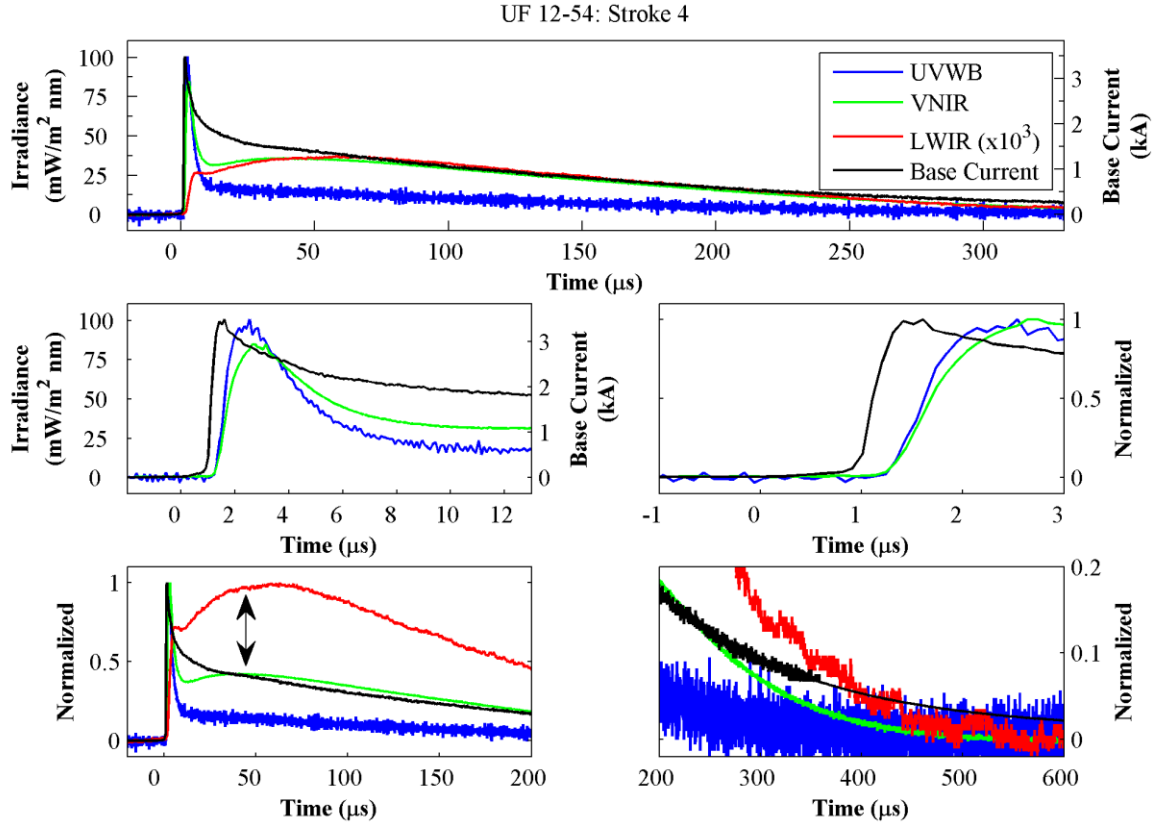 UF 12-54: Stroke 4
Irradiance
(mW/m² nm)
100
75
50
25
0
3
2
1
0
Base Current
(kA)
UVWB
VNIR
LWIR (x10³)
Base Current
0 50 100 150 200 250 300
Time (μs)
Irradiance
(mW/m² nm)
100
75
50
25
0
3
2
1
0
Base Current
(kA)
0 2 4 6 8 10 12
Time (μs)
1
0.5
0
Normalized
-1 0 1 2 3
Time (μs)
Normalized
1
0.5
0
0 50 100 150 200
Time (μs)
0.2
0.1
0
Normalized
200 300 400 500 600
Time (μs)